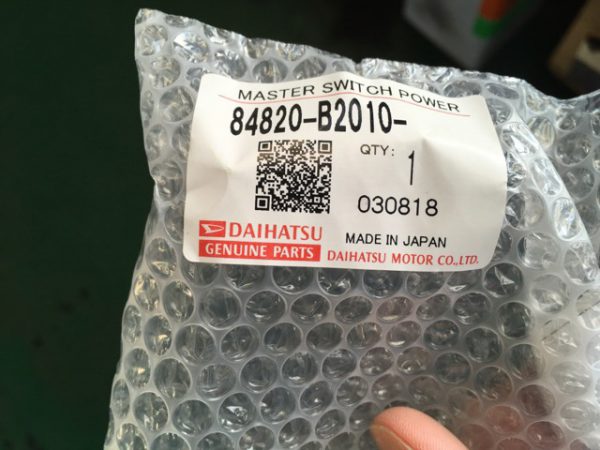 MASTER SWITCH POWER
84820-B2010-
QTY: 1
030818
DAIHATSU
GENUINE PARTS
MADE IN JAPAN
DAIHATSU MOTOR CO.,LTD.